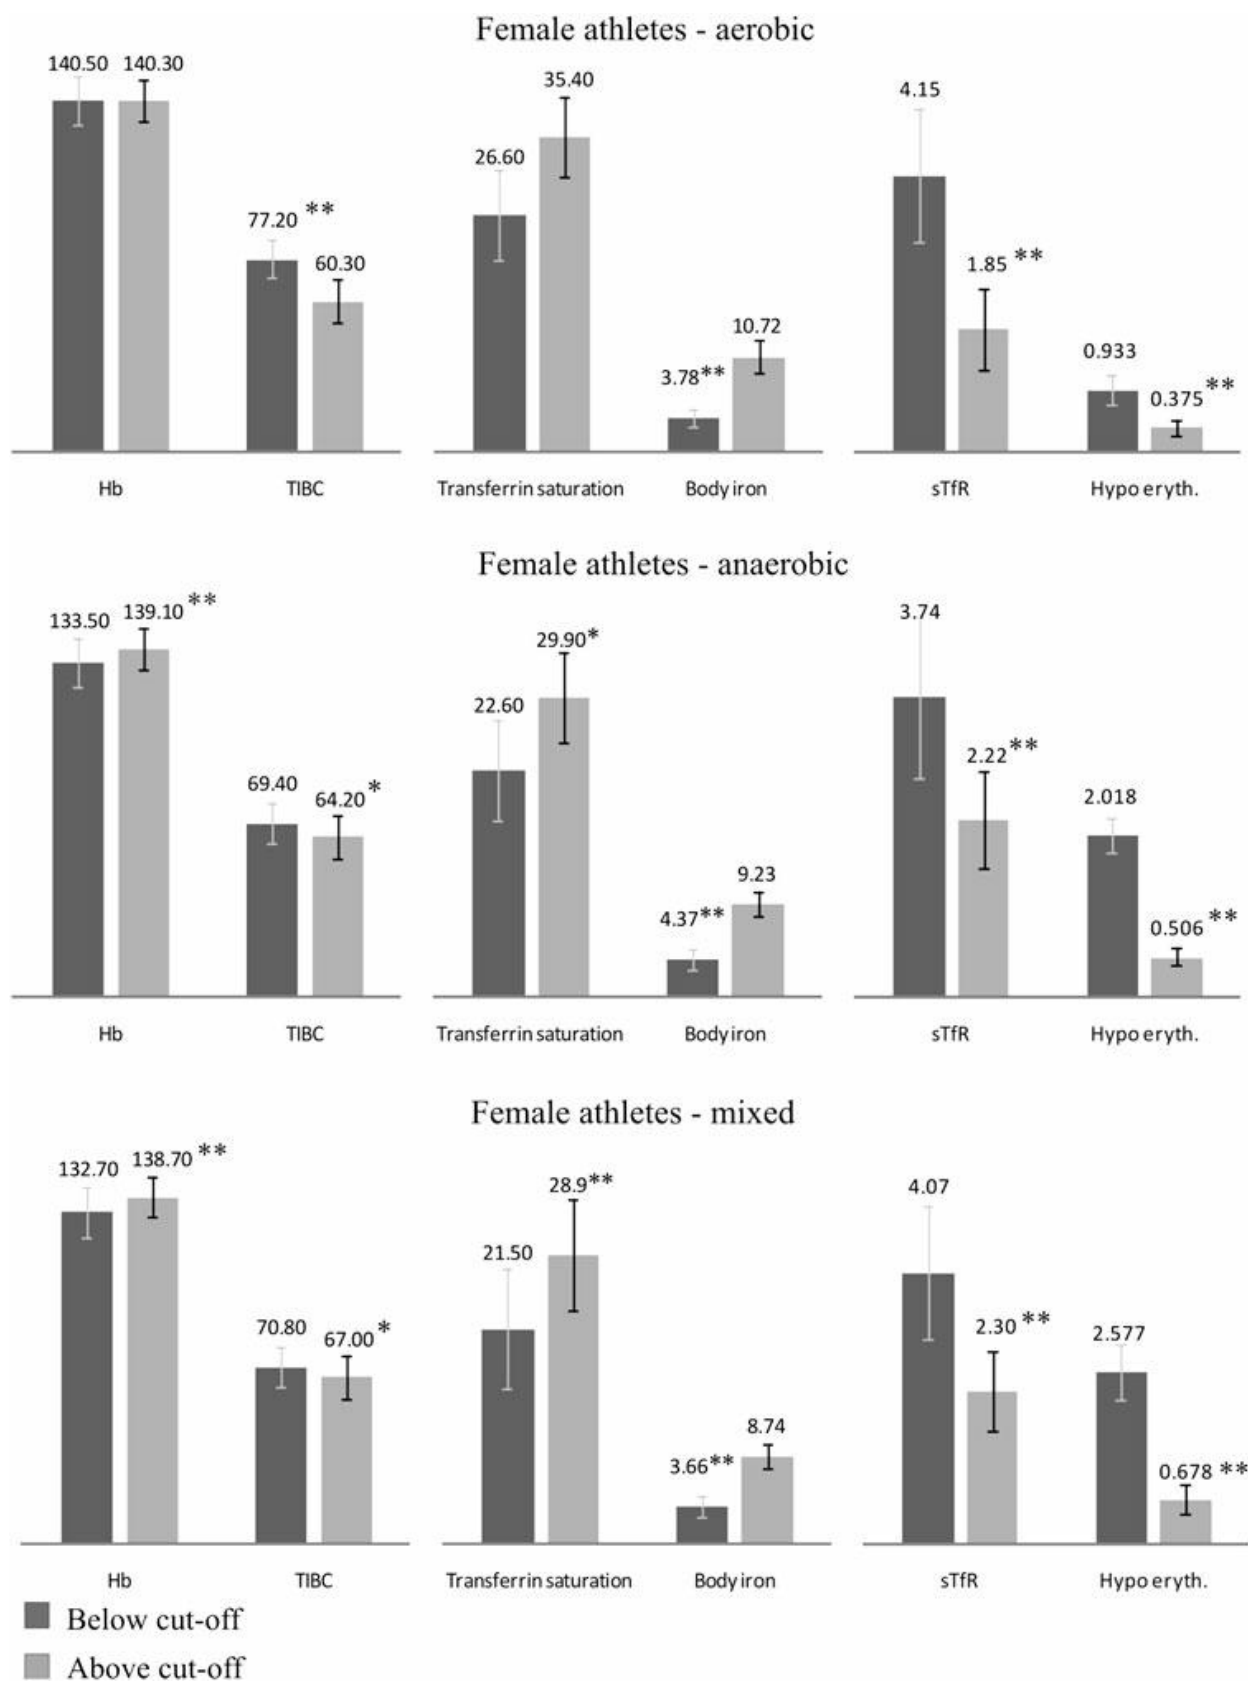 Female athletes - aerobic
140.50 140.30 35.40 4.15
26.60
77.20 ** 60.30 1.85 **
10.72
3.78** 0.933
0.375 **
Hb TIBC Transferrin saturation Body iron sTfR Hypo eryth.
Female athletes - anaerobic
133.50 139.10 ** 29.90* 3.74
22.60
69.40 64.20 * 2.22** 2.018
9.23
4.37** 0.506 **
Hb TIBC Transferrin saturation Body iron sTfR Hypo eryth.
Female athletes - mixed
132.70 138.70 ** 28.9** 4.07
21.50
70.80 67.00 * 2.30 ** 2.577
8.74
3.66** 0.678 **
Hb TIBC Transferrin saturation Body iron sTfR Hypo eryth.
Below cut-off
Above cut-off